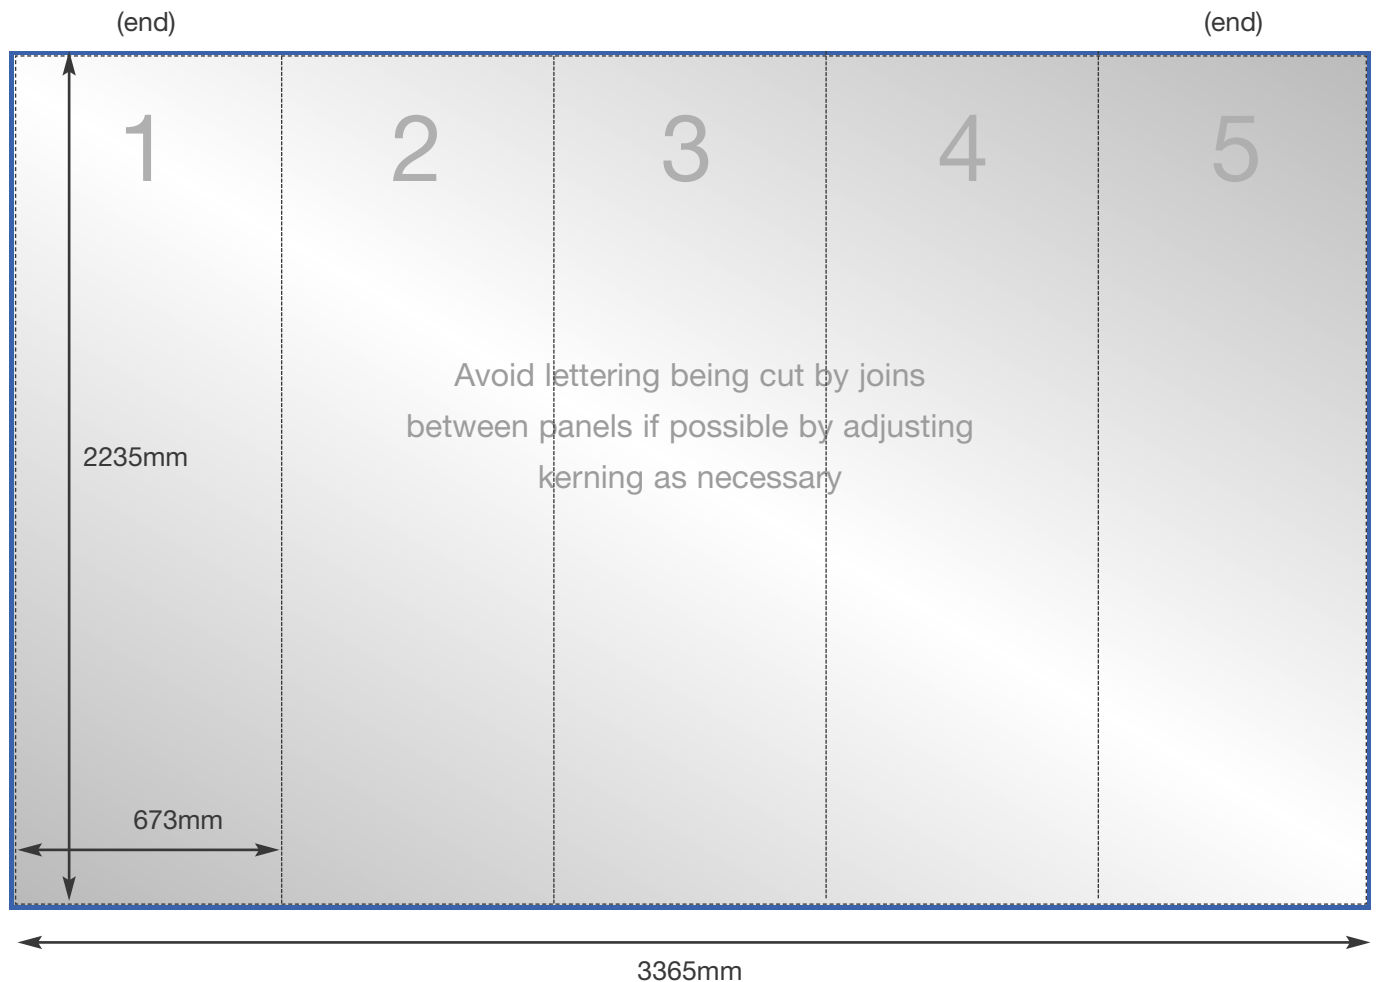 (end)
(end)
1
2
3
4
5
Avoid lettering being cut by joins
between panels if possible by adjusting
kerning as necessary
2235mm
673mm
3365mm